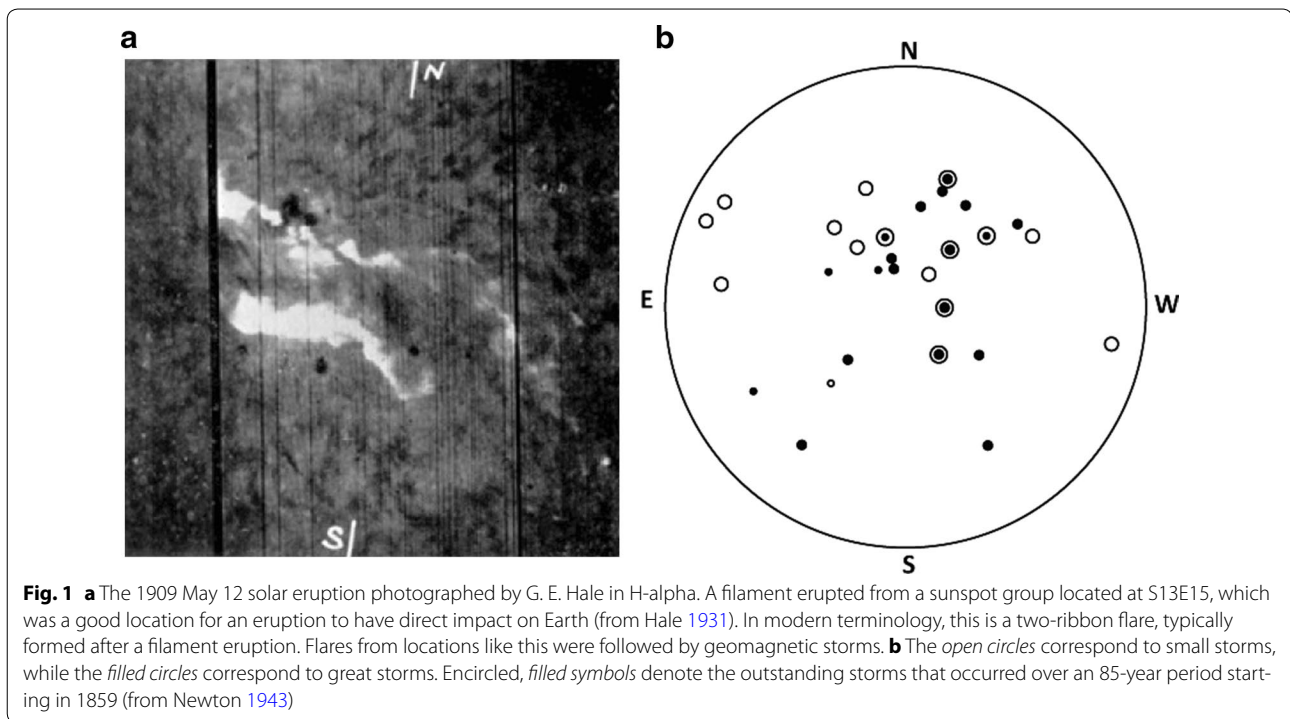 a
b
N
S
N
E
W
S
Fig. 1 a The 1909 May 12 solar eruption photographed by G. E. Hale in H-alpha. A filament erupted from a sunspot group located at S13E15, which
was a good location for an eruption to have direct impact on Earth (from Hale 1931). In modern terminology, this is a two-ribbon flare, typically
formed after a filament eruption. Flares from locations like this were followed by geomagnetic storms. b The open circles correspond to small storms,
while the filled circles correspond to great storms. Encircled, filled symbols denote the outstanding storms that occurred over an 85-year period start-
ing in 1859 (from Newton 1943)